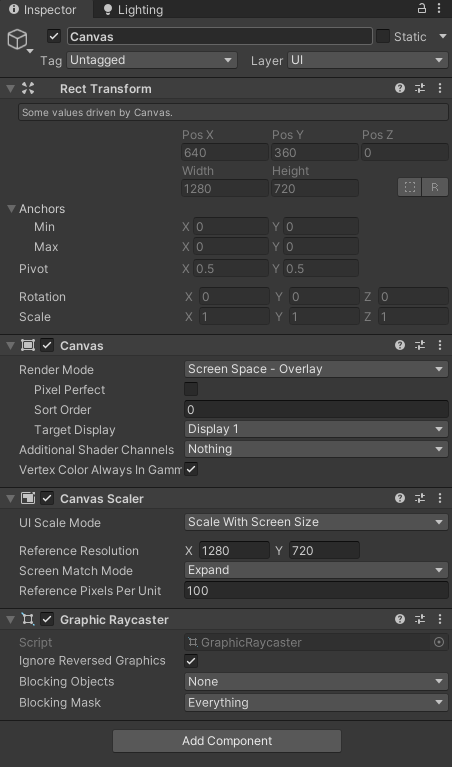 Inspector Lighting
Canvas Static
Tag Untagged Layer UI
Rect Transform
Some values driven by Canvas.
Pos X Pos Y Pos Z
640 360 0
Width Height
1280 720
R
Anchors
Min X 0 Y 0
Max X 0 Y 0
Pivot X 0.5 Y 0.5
Rotation X 0 Y 0 Z 0
Scale X 1 Y 1 Z 1
Canvas
Render Mode Screen Space - Overlay
Pixel Perfect
Sort Order 0
Target Display Display 1
Additional Shader Channels Nothing
Vertex Color Always In Gamm
Canvas Scaler
UI Scale Mode Scale With Screen Size
Reference Resolution X 1280 Y 720
Screen Match Mode Expand
Reference Pixels Per Unit 100
Graphic Raycaster
Script GraphicRaycaster
Ignore Reversed Graphics
Blocking Objects None
Blocking Mask Everything
Add Component